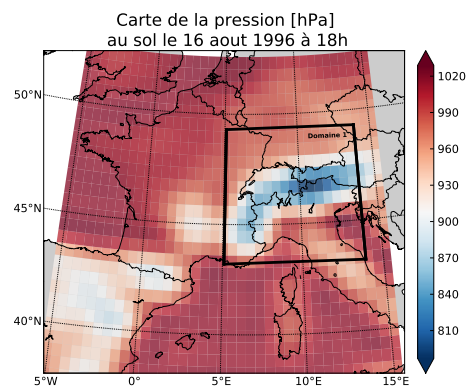 Carte de la pression [hPa]
au sol le 16 aout 1996 à 18h
Domaine 1
50°N
45°N
40°N
5°W
0°
5°E
10°E
15°E
1020
990
960
930
900
870
840
810